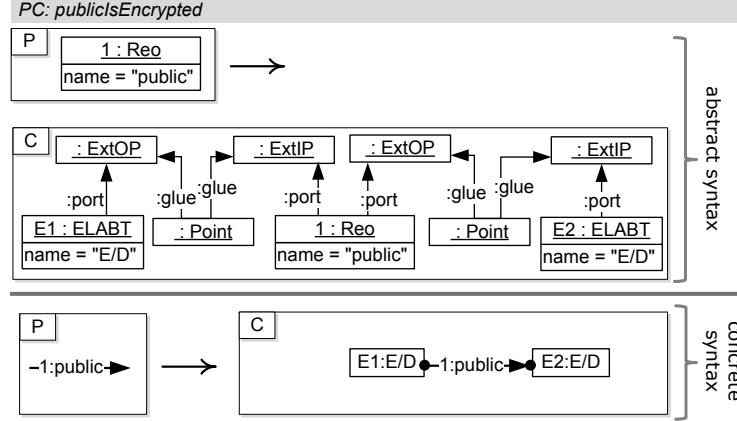 PC: publicIsEncrypted
P
1 : Reo
name = "public"
C
: ExtOP
: ExtIP
: ExtOP
: ExtIP
:port
:glue
:glue
:port
:port
:glue
:glue
:port
E1 : ELABT
name = "E/D"
: Point
1 : Reo
name = "public"
: Point
E2 : ELABT
name = "E/D"
abstract syntax
P
1:public
C
E1:E/D
1:public
E2:E/D
concrete
syntax